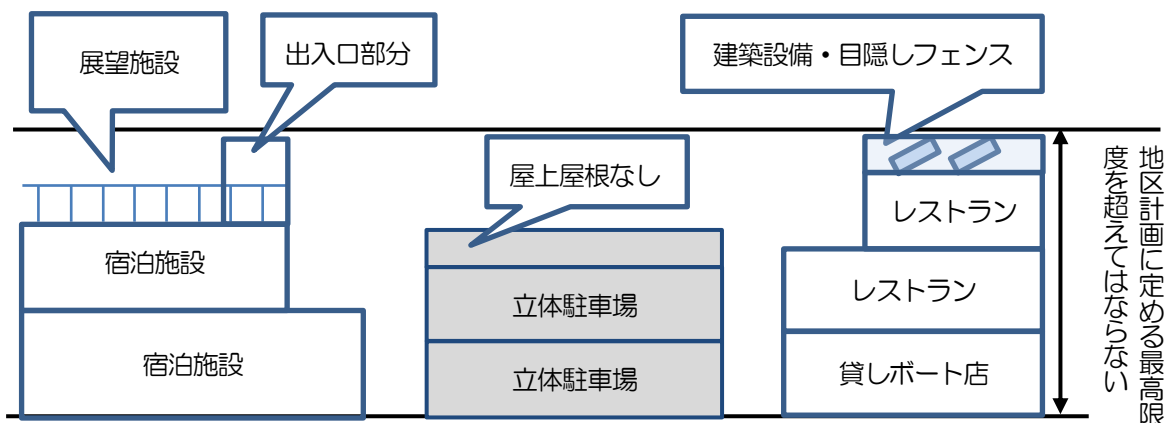 展望施設
出入口部分
建築設備・目隠しフェンス
屋上屋根なし
宿泊施設
宿泊施設
立体駐車場
立体駐車場
レストラン
レストラン
貸しボート店
地区計画に定める最高限
度を超えてはならない